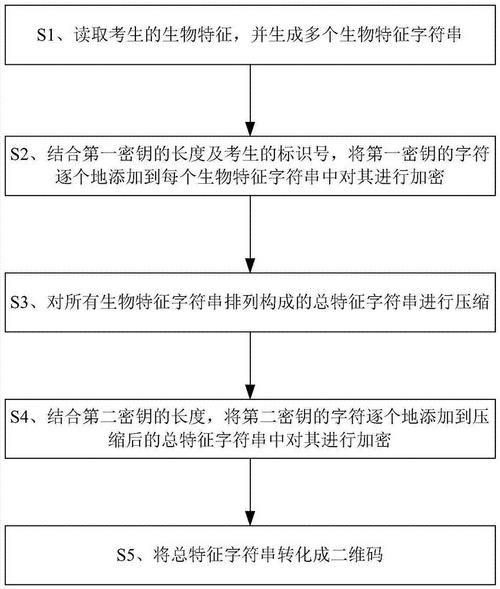 S1、读取考生的生物特征，并生成多个生物特征字符串
S2、结合第一密钥的长度及考生的标识号，将第一密钥的字符
逐个地添加到每个生物特征字符串中对其进行加密
S3、对所有生物特征字符串排列构成的总特征字符串进行压缩
S4、结合第二密钥的长度，将第二密钥的字符逐个地添加到压
缩后的总特征字符串中对其进行加密
S5、将总特征字符串转化成二维码